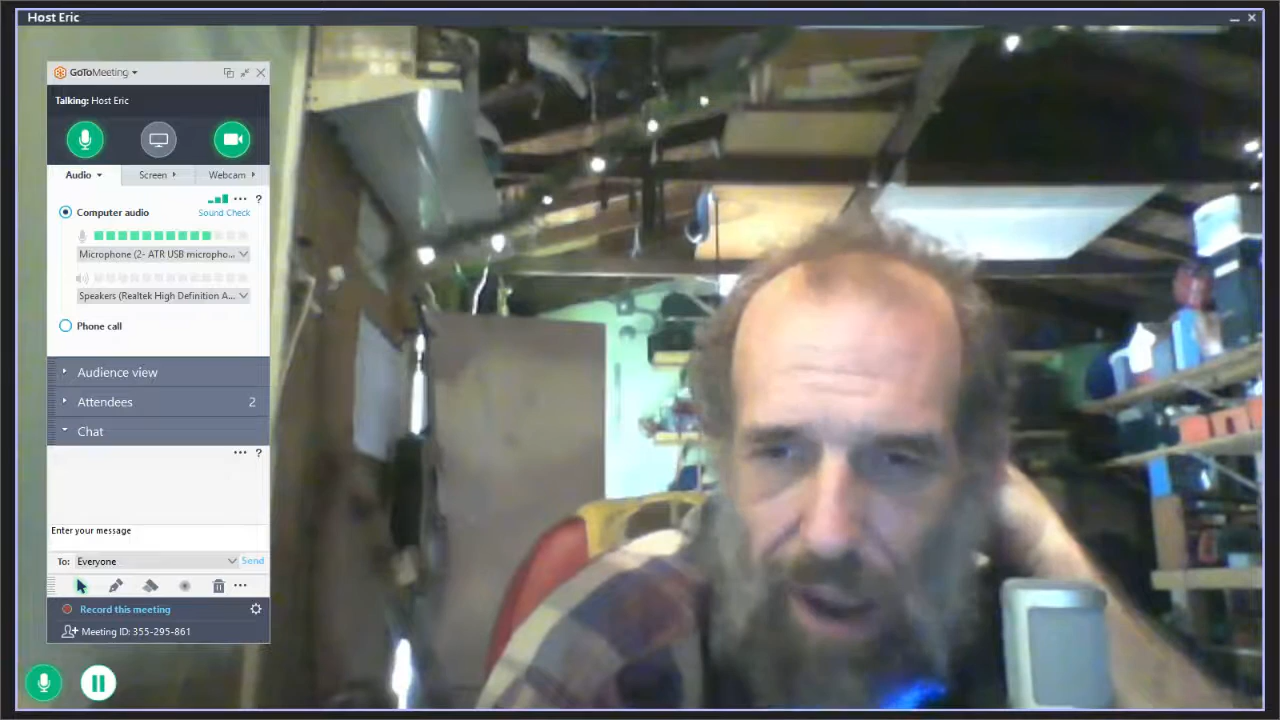 Host Eric
GoToMeeting
Talking: Host Eric
Audio
Screen
Webcam
?
Computer audio
Sound Check
Microphone (2- ATR USB micropho...
Speakers (Realtek High Definition A...
Phone call
Audience view
Attendees 2
Chat
?
Enter your message
To: Everyone Send
Record this meeting
Meeting ID: 355-295-861